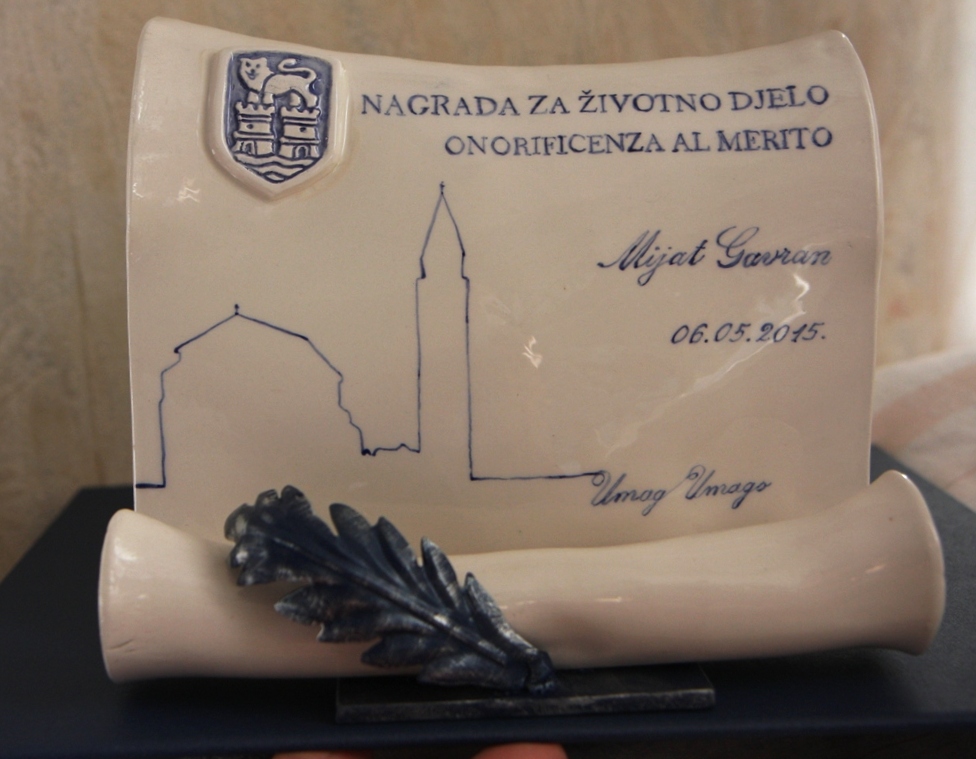 NAGRADA ZA ŽIVOTNO DJELO
ONORIFICENZA AL MERITO
Mijat Gavran
06.05.2015.
Umag Umago